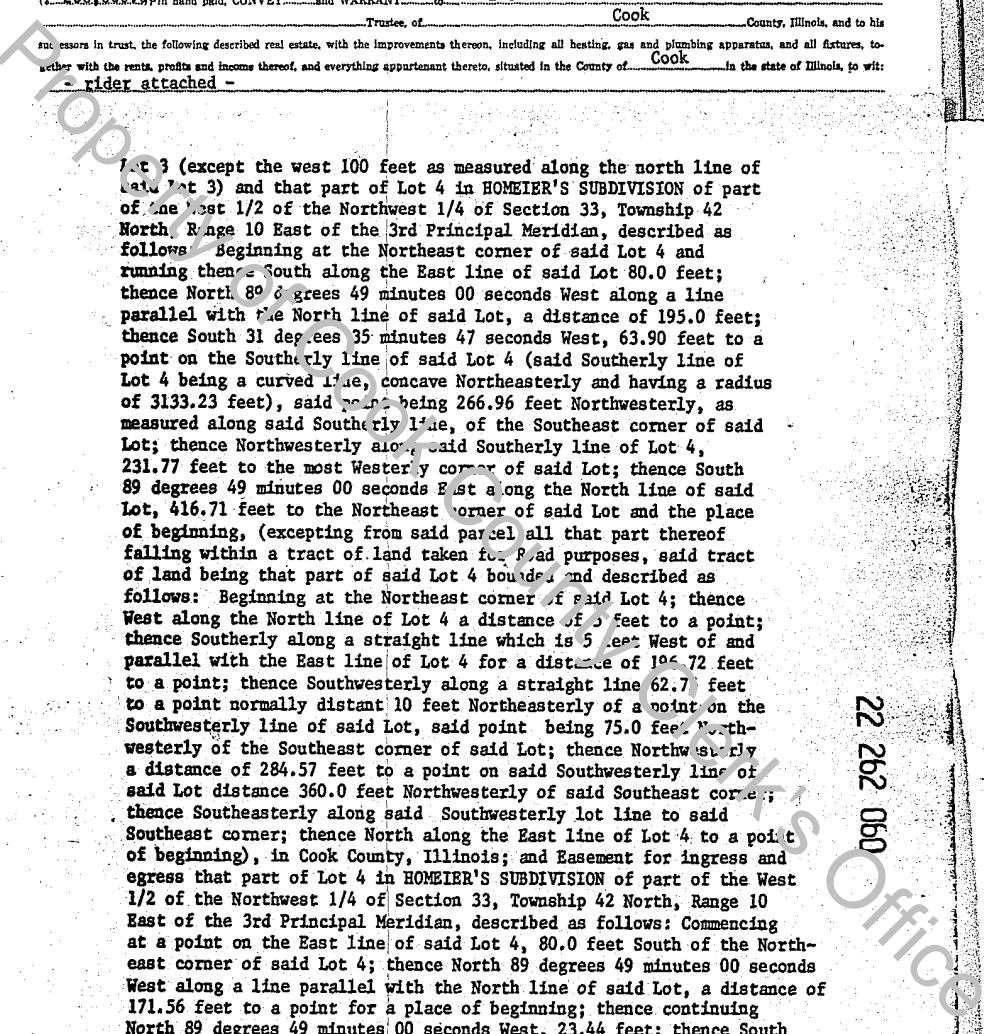 in hand paid, CONVEY and WARRANT to
Trustee, of Cook County, Illinois, and to his
successors in trust, the following described real estate, with the improvements thereon, including all heating, gas and plumbing apparatus, and all fixtures, to-
gether with the rents, profits and income thereof, and everything appurtenant thereto, situated in the County of Cook in the state of Illinois, to wit:
- rider attached -
Lot 3 (except the west 100 feet as measured along the north line of
said Lot 3) and that part of Lot 4 in HOMEIER'S SUBDIVISION of part
of the West 1/2 of the Northwest 1/4 of Section 33, Township 42
North, Range 10 East of the 3rd Principal Meridian, described as
follows: Beginning at the Northeast corner of said Lot 4 and
running thence South along the East line of said Lot 80.0 feet;
thence North 89 degrees 49 minutes 00 seconds West along a line
parallel with the North line of said Lot, a distance of 195.0 feet;
thence South 31 degrees 35 minutes 47 seconds West, 63.90 feet to a
point on the Southerly line of said Lot 4 (said Southerly line of
Lot 4 being a curved line, concave Northeasterly and having a radius
of 3133.23 feet), said point being 266.96 feet Northwesterly, as
measured along said Southerly line, of the Southeast corner of said
Lot; thence Northwesterly along said Southerly line of Lot 4,
231.77 feet to the most Westerly corner of said Lot; thence South
89 degrees 49 minutes 00 seconds East along the North line of said
Lot, 416.71 feet to the Northeast corner of said Lot and the place
of beginning, (excepting from said parcel all that part thereof
falling within a tract of land taken for Road purposes, said tract
of land being that part of said Lot 4 bounded and described as
follows: Beginning at the Northeast corner of said Lot 4; thence
West along the North line of Lot 4 a distance of 5 feet to a point;
thence Southerly along a straight line which is 5 feet West of and
parallel with the East line of Lot 4 for a distance of 196.72 feet
to a point; thence Southwesterly along a straight line 62.7 feet
to a point normally distant 10 feet Northeasterly of a point on the
Southwesterly line of said Lot, said point being 75.0 feet North-
westerly of the Southeast corner of said Lot; thence Northwesterly
a distance of 284.57 feet to a point on said Southwesterly line of
said Lot distance 360.0 feet Northwesterly of said Southeast corner;
thence Southeasterly along said Southwesterly lot line to said
Southeast corner; thence North along the East line of Lot 4 to a point
of beginning), in Cook County, Illinois; and Easement for ingress and
egress that part of Lot 4 in HOMEIER'S SUBDIVISION of part of the West
1/2 of the Northwest 1/4 of Section 33, Township 42 North, Range 10
East of the 3rd Principal Meridian, described as follows: Commencing
at a point on the East line of said Lot 4, 80.0 feet South of the North-
east corner of said Lot 4; thence North 89 degrees 49 minutes 00 seconds
West along a line parallel with the North line of said Lot, a distance of
171.56 feet to a point for a place of beginning; thence continuing
North 89 degrees 49 minutes 00 seconds West, 23.44 feet; thence South
22 262 060
Property of Cook County Clerk's Office